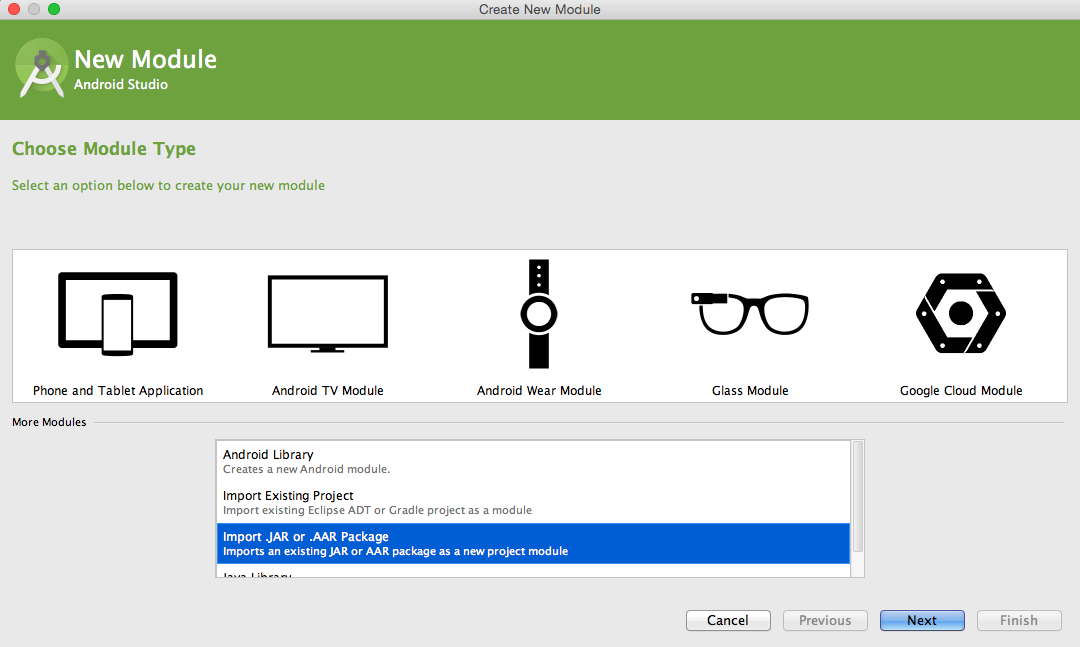 Create New Module
New Module
Android Studio
Choose Module Type
Select an option below to create your new module
Phone and Tablet Application
Android TV Module
Android Wear Module
Glass Module
Google Cloud Module
More Modules
Android Library
Creates a new Android module.
Import Existing Project
Import existing Eclipse ADT or Gradle project as a module
Import .JAR or .AAR Package
Imports an existing JAR or AAR package as a new project module
Java Library
Cancel
Previous
Next
Finish